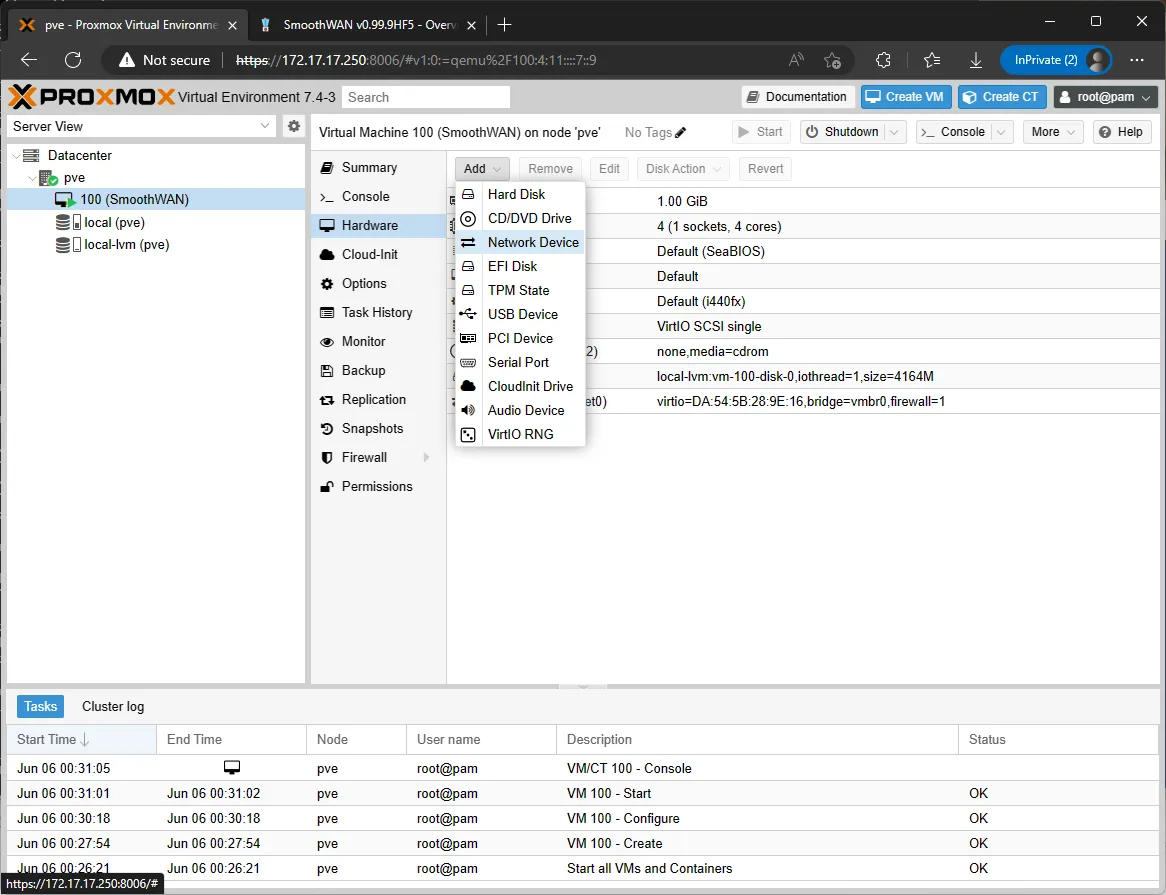 pve - Proxmox Virtual Environme
SmoothWAN v0.99.9HF5 - Overv
Not secure
https://172.17.17.250:8006/#v1:0:=qemu%2F100:4:11::::7::9
InPrivate (2)
PROXMOX Virtual Environment 7.4-3
Search
Documentation
Create VM
Create CT
root@pam
Server View
Virtual Machine 100 (SmoothWAN) on node 'pve'
No Tags
Start
Shutdown
Console
More
Help
Datacenter
pve
100 (SmoothWAN)
local (pve)
local-lvm (pve)
Summary
Console
Hardware
Cloud-Init
Options
Task History
Monitor
Backup
Replication
Snapshots
Firewall
Permissions
Add
Remove
Edit
Disk Action
Revert
Hard Disk
CD/DVD Drive
Network Device
EFI Disk
TPM State
USB Device
PCI Device
Serial Port
CloudInit Drive
Audio Device
VirtIO RNG
1.00 GiB
4 (1 sockets, 4 cores)
Default (SeaBIOS)
Default
Default (i440fx)
VirtIO SCSI single
2)
none,media=cdrom
local-lvm:vm-100-disk-0,iothread=1,size=4164M
et0)
virtio=DA:54:5B:28:9E:16,bridge=vmbr0,firewall=1
Tasks
Cluster log
Start Time
End Time
Node
User name
Description
Status
Jun 06 00:31:05
pve
root@pam
VM/CT 100 - Console
Jun 06 00:31:01
Jun 06 00:31:02
pve
root@pam
VM 100 - Start
OK
Jun 06 00:30:18
Jun 06 00:30:18
pve
root@pam
VM 100 - Configure
OK
Jun 06 00:27:54
Jun 06 00:27:54
pve
root@pam
VM 100 - Create
OK
Jun 06 00:26:21
Jun 06 00:26:21
pve
root@pam
Start all VMs and Containers
OK
https://172.17.17.250:8006/#